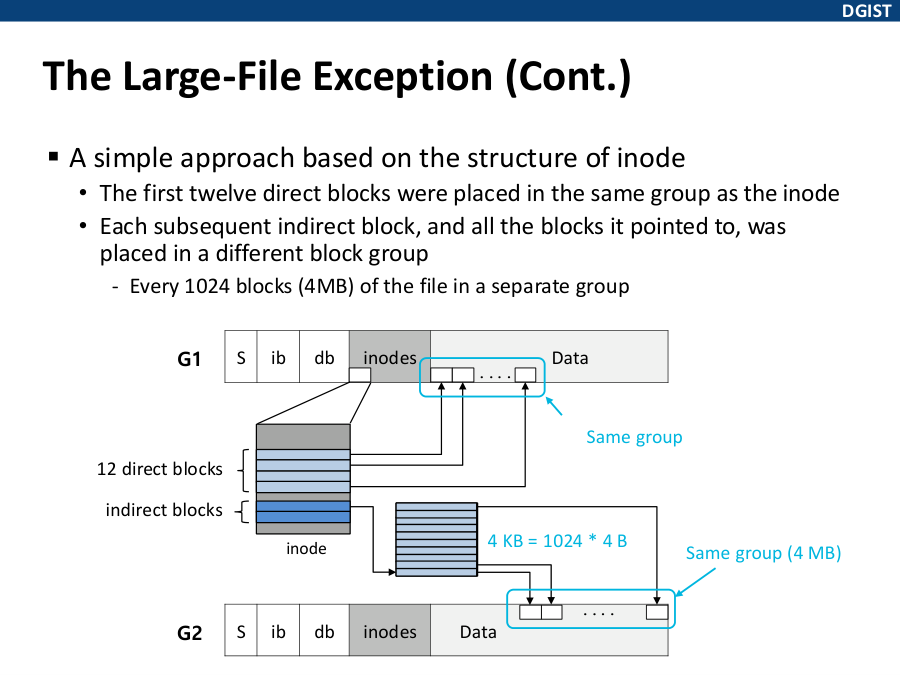 DGIST
The Large-File Exception (Cont.)
▪ A simple approach based on the structure of inode
• The first twelve direct blocks were placed in the same group as the inode
• Each subsequent indirect block, and all the blocks it pointed to, was
placed in a different block group
- Every 1024 blocks (4MB) of the file in a separate group
G1 S ib db inodes Data
. . . .
Same group
12 direct blocks
indirect blocks
inode
4 KB = 1024 * 4 B
Same group (4 MB)
. . . .
G2 S ib db inodes Data